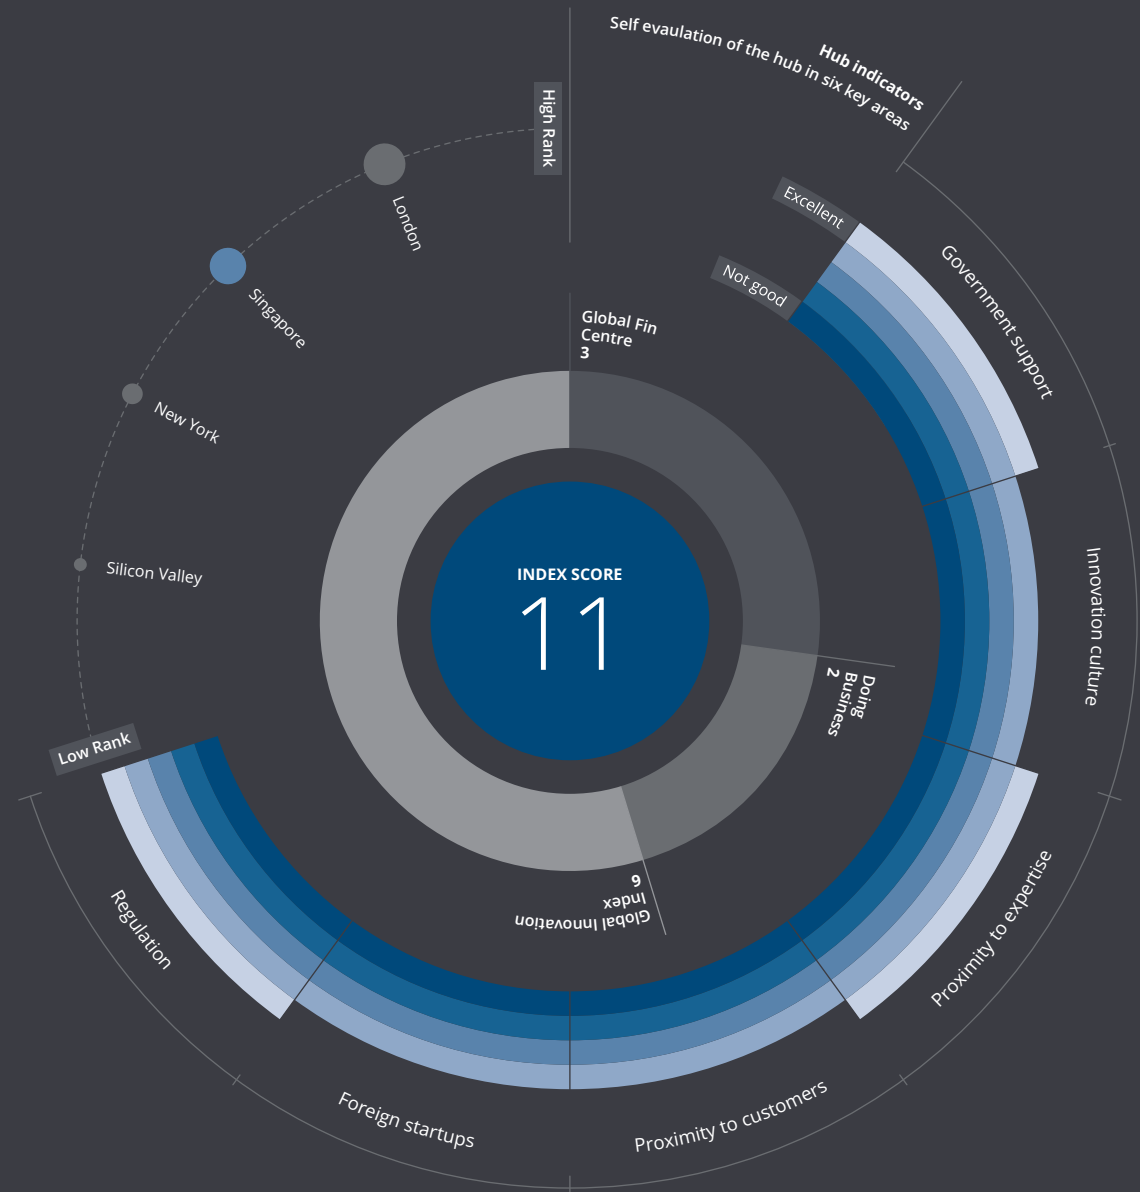 Self evaulation of the hub in six key areas
Hub indicators
High Rank
London
Singapore
New York
Silicon Valley
Low Rank
Excellent
Not good
Government support
Innovation culture
Proximity to expertise
Proximity to customers
Foreign startups
Regulation
Global Fin
Centre
3
Doing
Business
2
Global Innovation
Index
6
INDEX SCORE
11